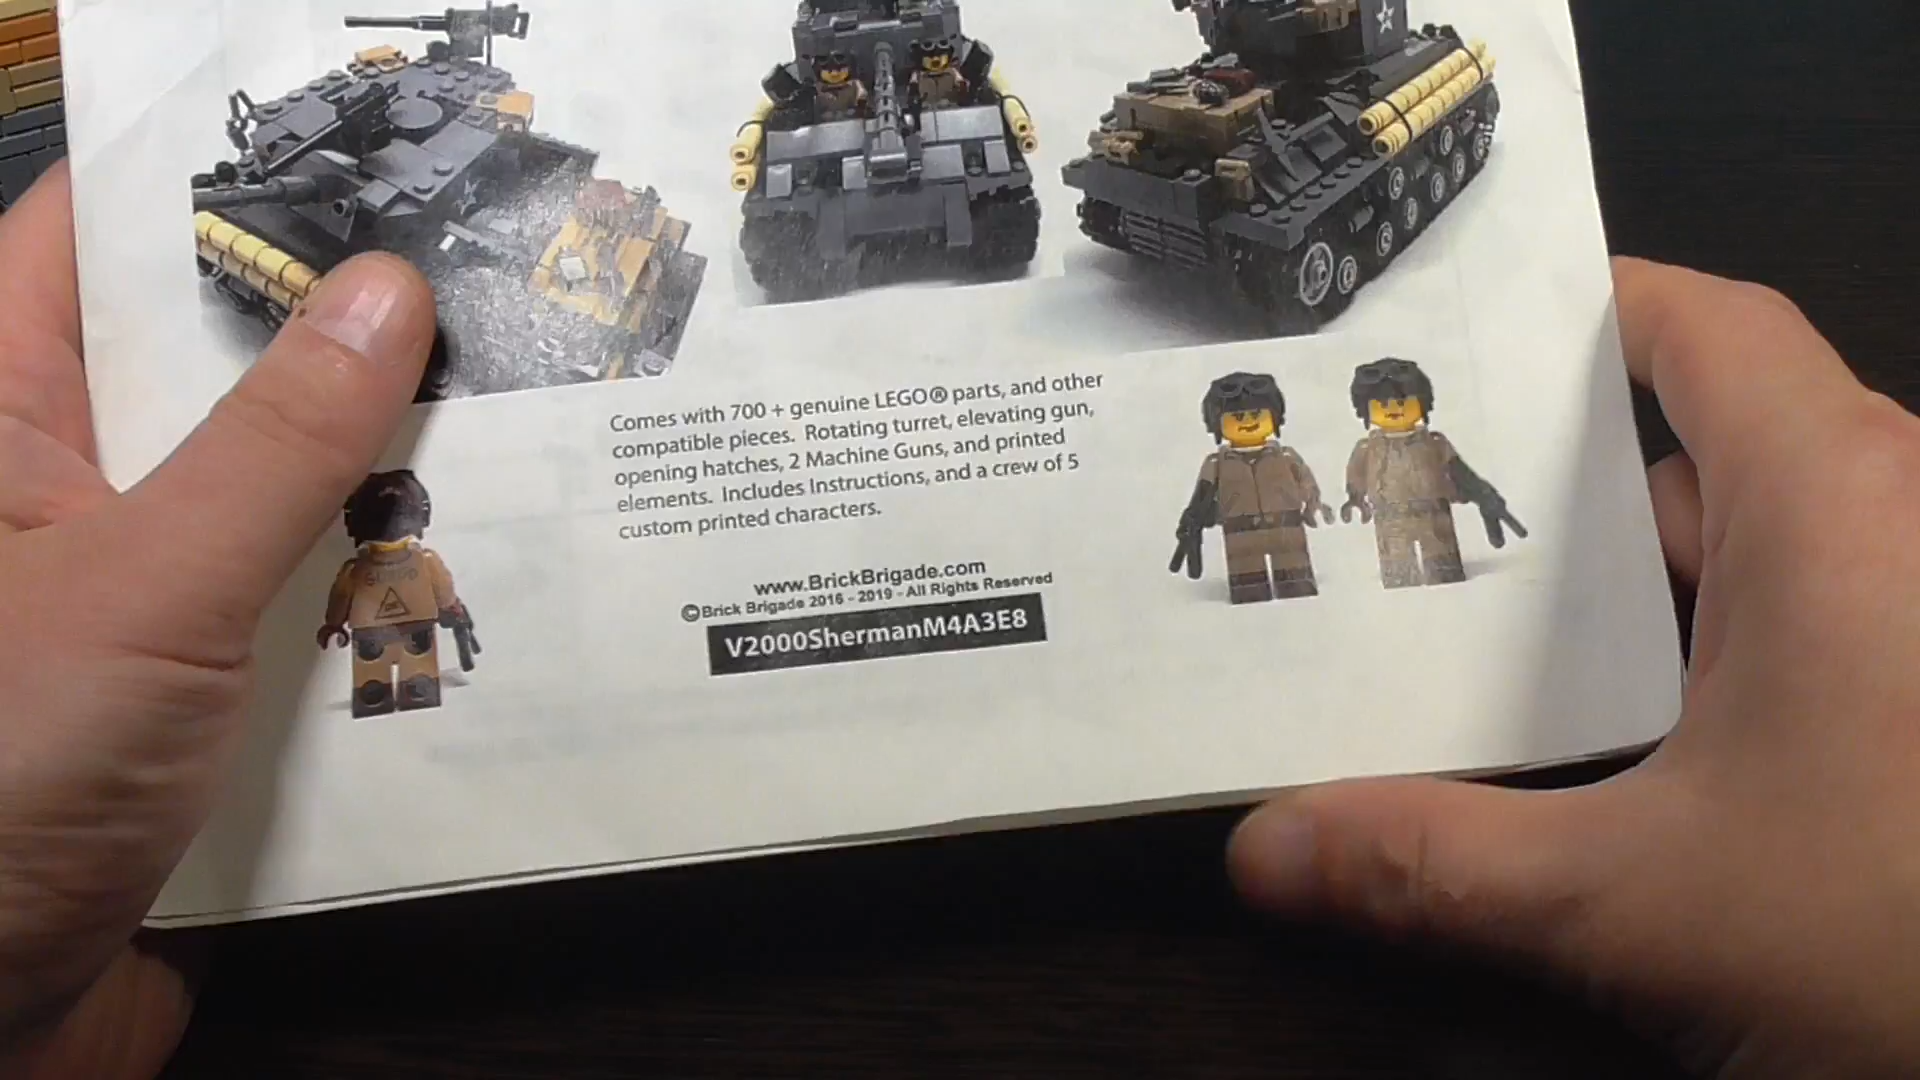 Comes with 700 + genuine LEGO® parts, and other
compatible pieces. Rotating turret, elevating gun,
opening hatches, 2 Machine Guns, and printed
elements. Includes Instructions, and a crew of 5
custom printed characters.
www.BrickBrigade.com
©Brick Brigade 2016 - 2019 - All Rights Reserved
V2000ShermanM4A3E8